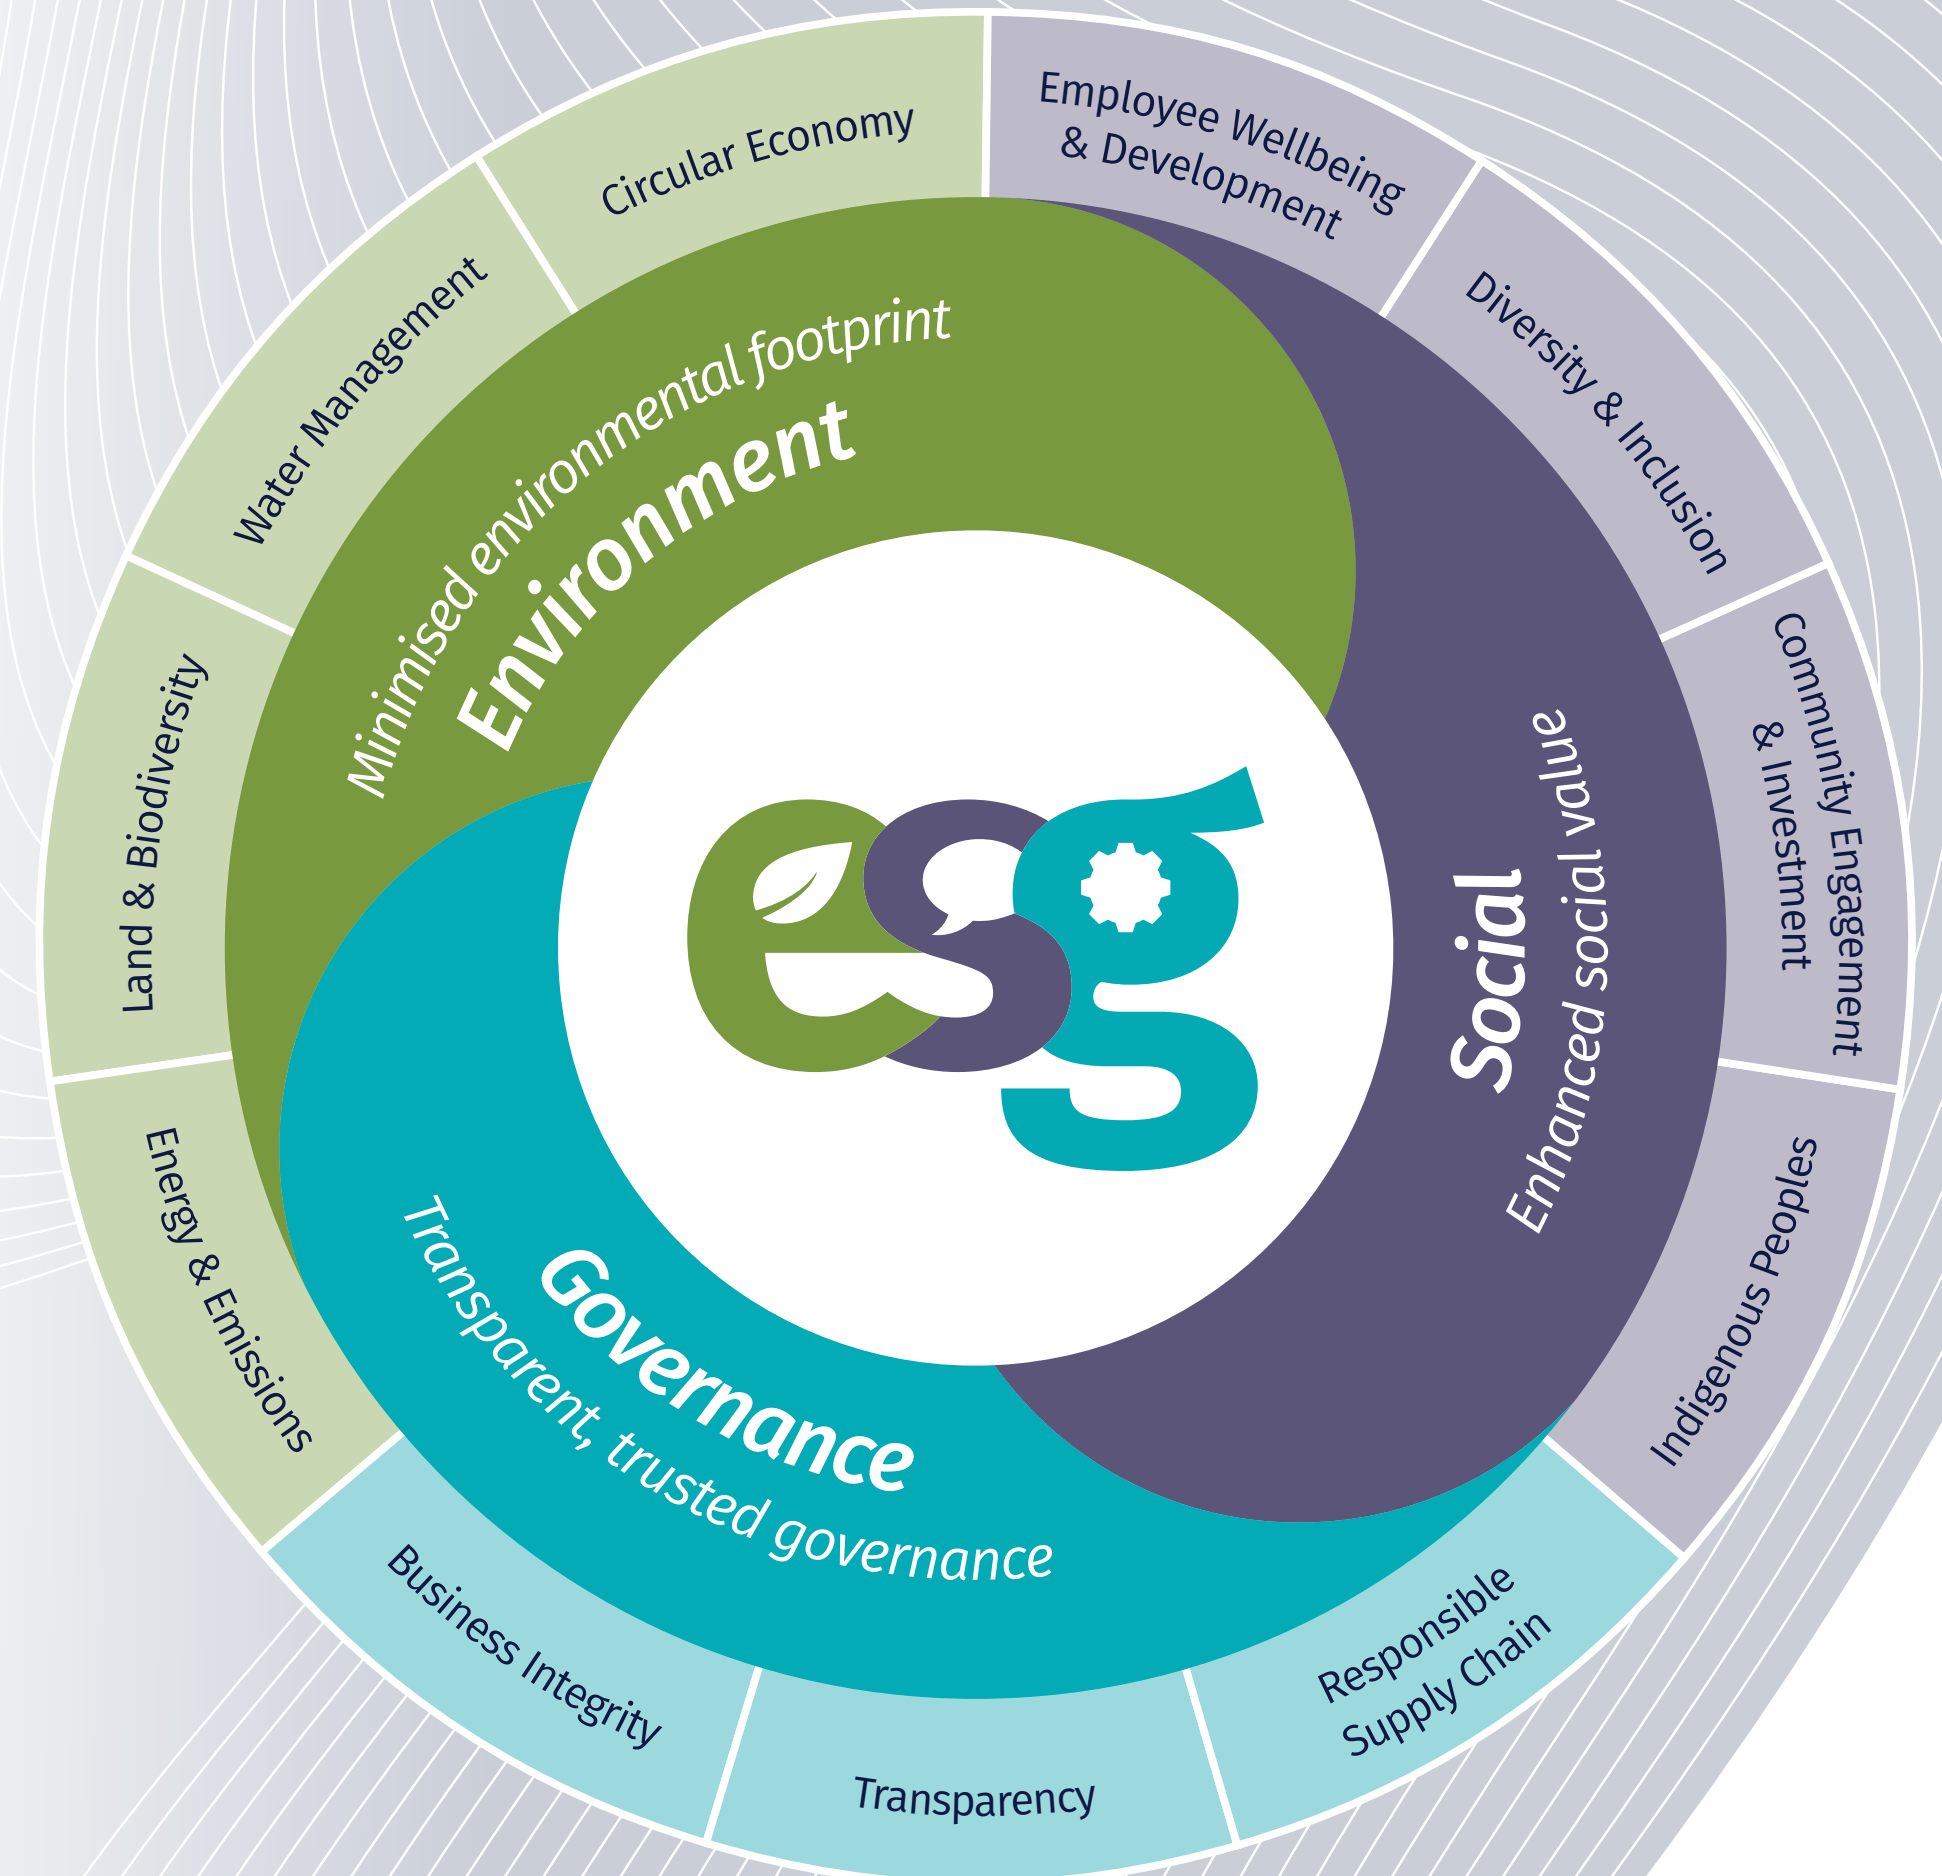 Circular Economy
Employee Wellbeing
& Development
Diversity & Inclusion
Community Engagement
& Investment
Indigenous Peoples
Responsible
Supply Chain
Transparency
Business Integrity
Energy & Emissions
Land & Biodiversity
Water Management
Minimised environmental footprint
Environment
Social
Enhanced social value
Governance
Transparent, trusted governance
esg